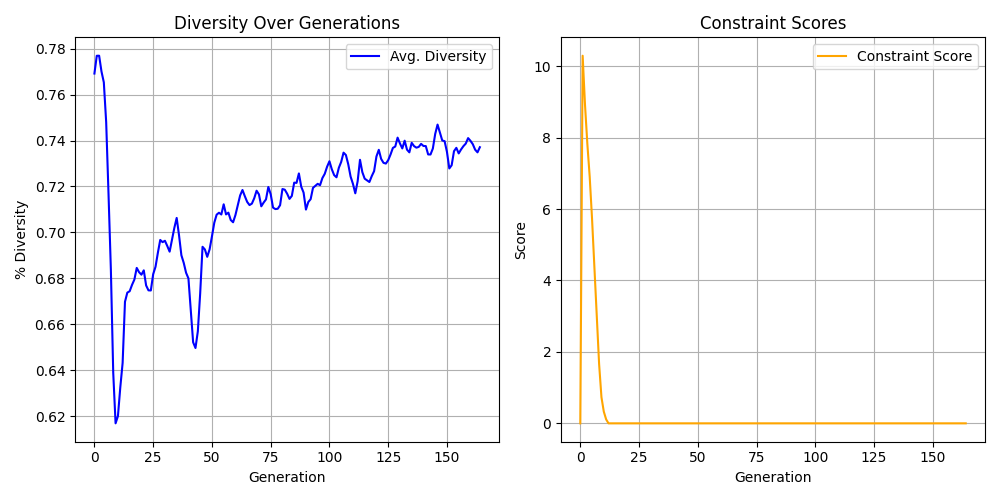 Diversity Over Generations
Avg. Diversity
0.78
0.76
0.74
0.72
0.70
0.68
0.66
0.64
0.62
% Diversity
0 25 50 75 100 125 150
Generation
Constraint Scores
Constraint Score
10
8
6
4
2
0
Score
0 25 50 75 100 125 150
Generation